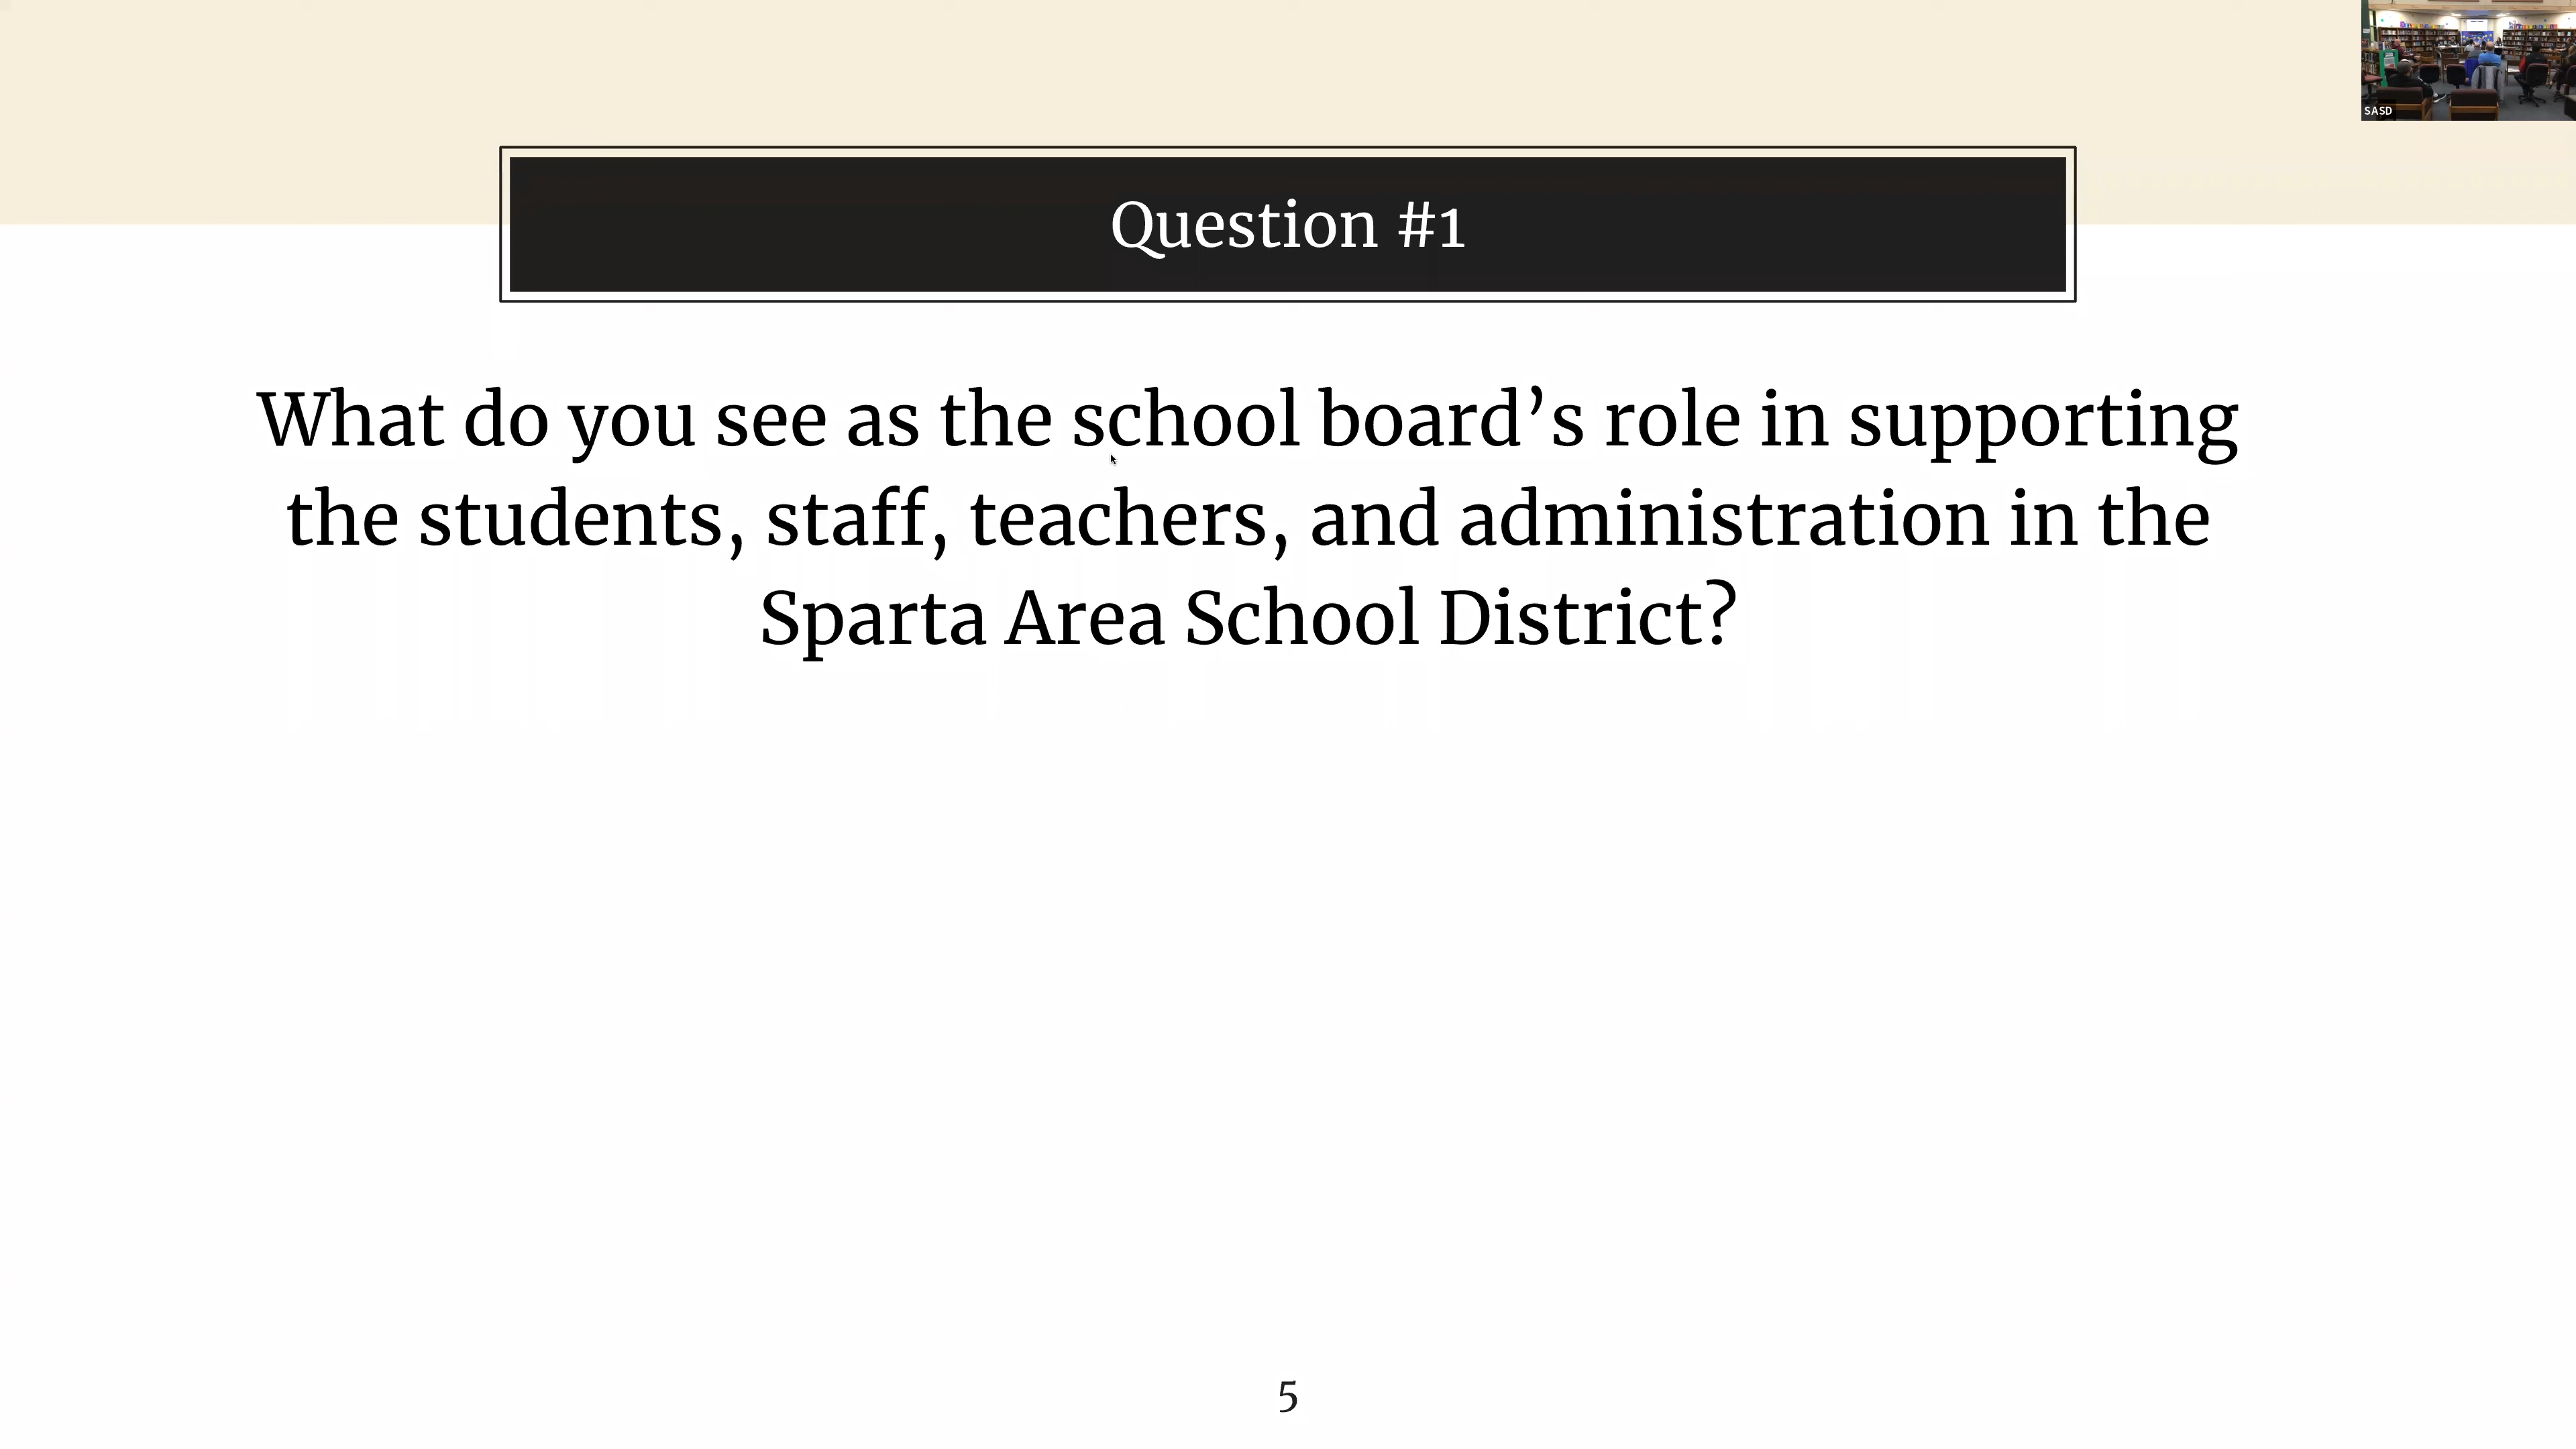 SASD
Question #1
What do you see as the school board’s role in supporting
the students, staff, teachers, and administration in the
Sparta Area School District?
5